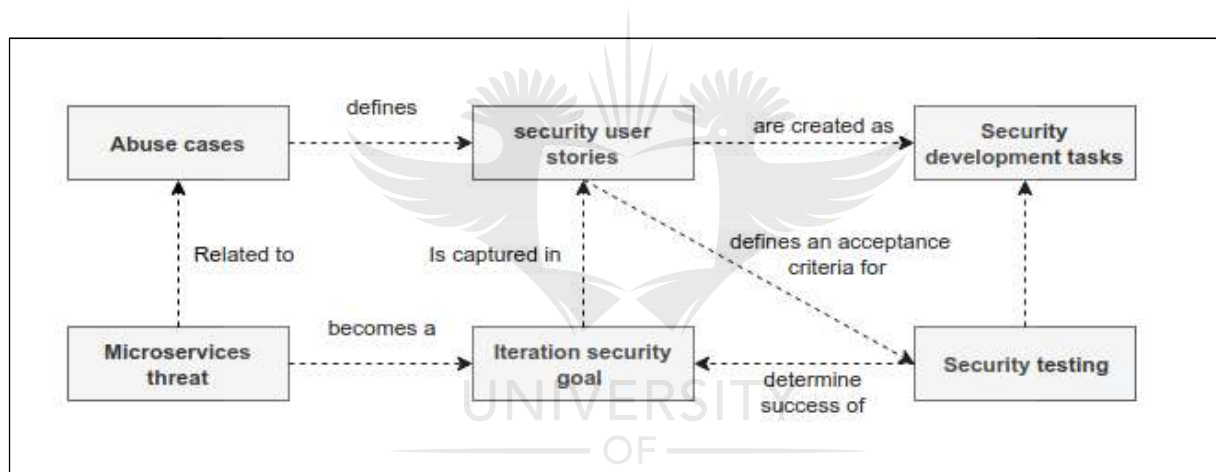 defines
Abuse cases
security user
stories
are created as
Security
development tasks
Related to
Is captured in
defines an acceptance
criteria for
becomes a
Microservices
threat
Iteration security
goal
determine
success of
Security testing
UNIVERSITY
OF